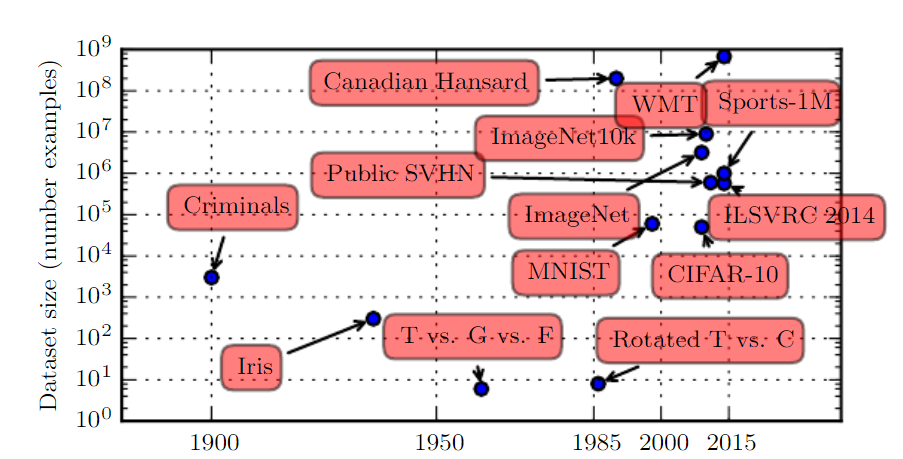 Dataset size (number examples)
10⁹
10⁸
10⁷
10⁶
10⁵
10⁴
10³
10²
10¹
10⁰
Canadian Hansard
WMT
Sports-1M
ImageNet10k
Public SVHN
Criminals
ImageNet
ILSVRC 2014
MNIST
CIFAR-10
T vs. G vs. F
Rotated T vs. C
Iris
1900 1950 1985 2000 2015